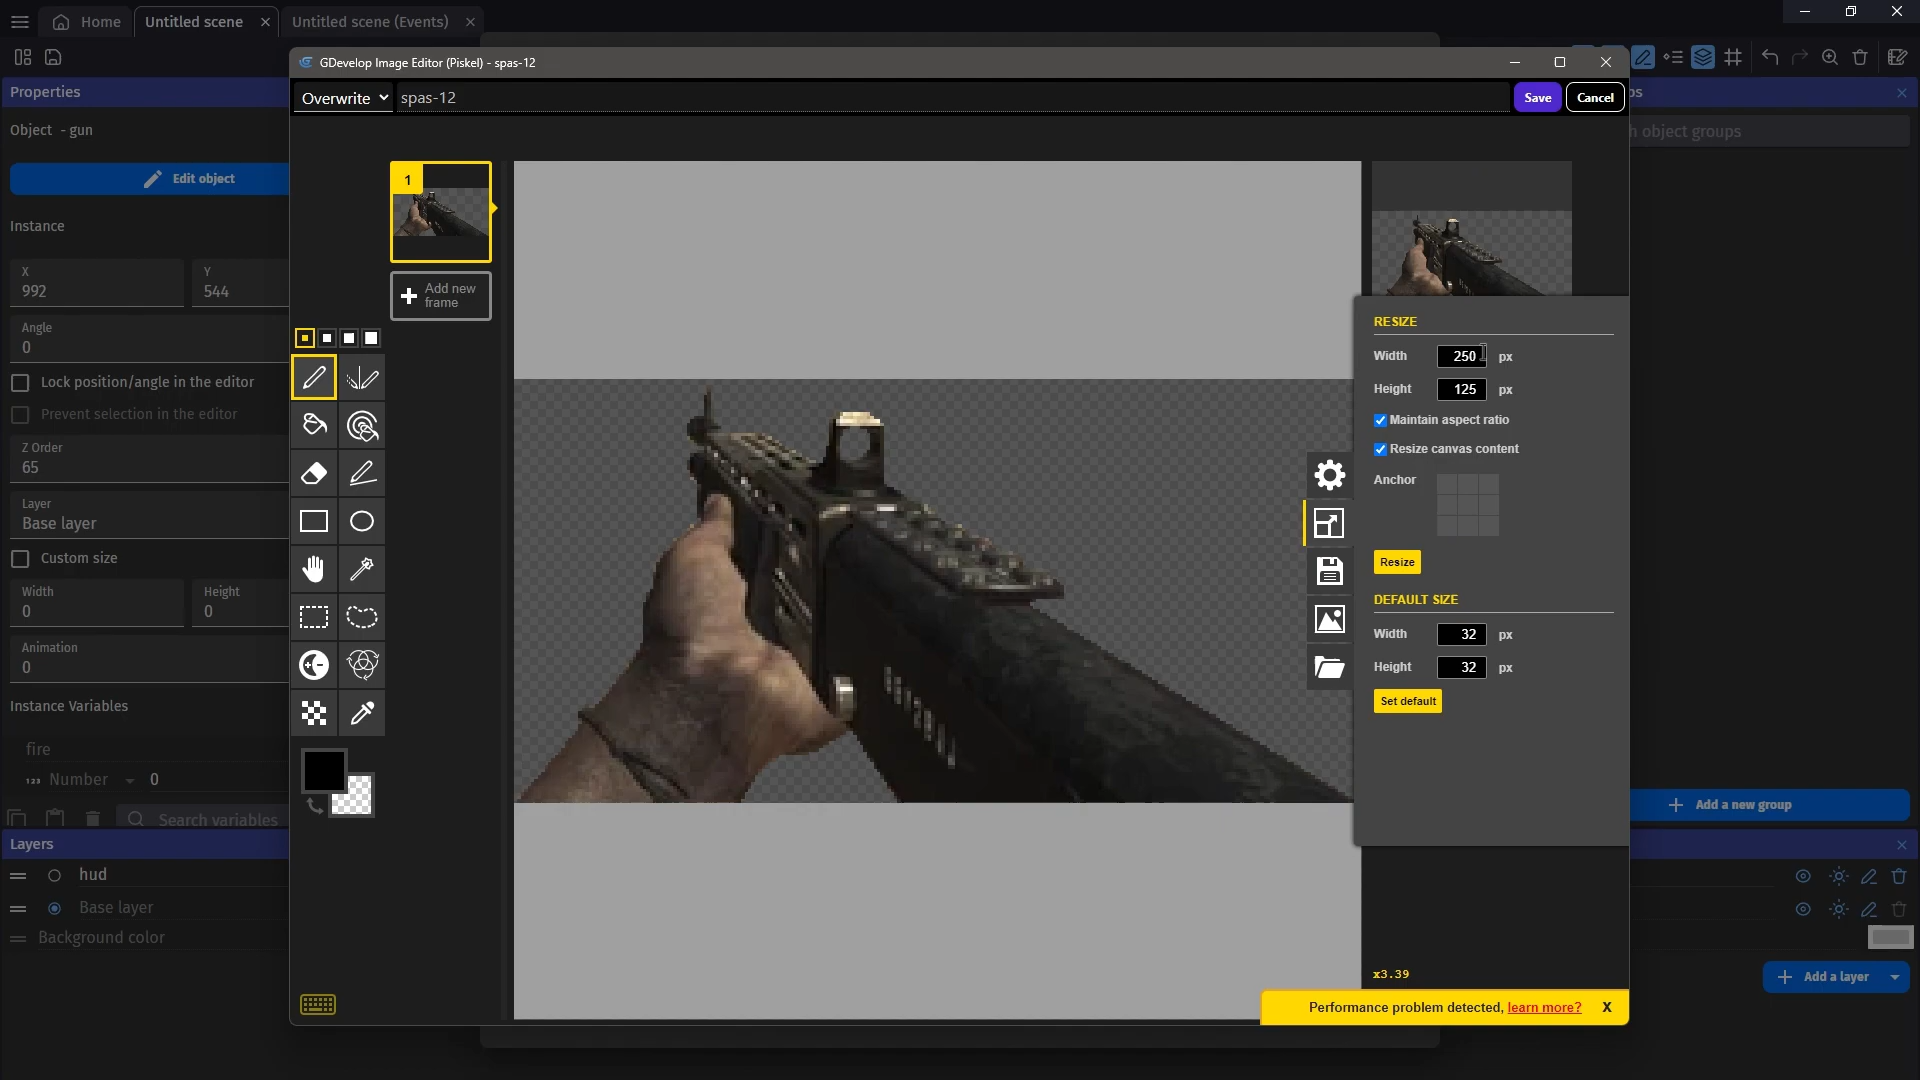 Home
Untitled scene
Untitled scene (Events)
GDevelop Image Editor (Piskel) - spas-12
Properties
Overwrite
spas-12
Save
Cancel
Object - gun
h object groups
Edit object
1
Instance
Add new
frame
X
992
Y
544
Angle
0
Lock position/angle in the editor
Prevent selection in the editor
Z Order
65
Layer
Base layer
Custom size
Width
0
Height
0
Animation
0
Instance Variables
fire
123 Number
0
Search variables
RESIZE
Width 250 px
Height 125 px
Maintain aspect ratio
Resize canvas content
Anchor
Resize
DEFAULT SIZE
Width 32 px
Height 32 px
Set default
Add a new group
Layers
hud
Base layer
Background color
x3.39
Add a layer
Performance problem detected, learn more? X